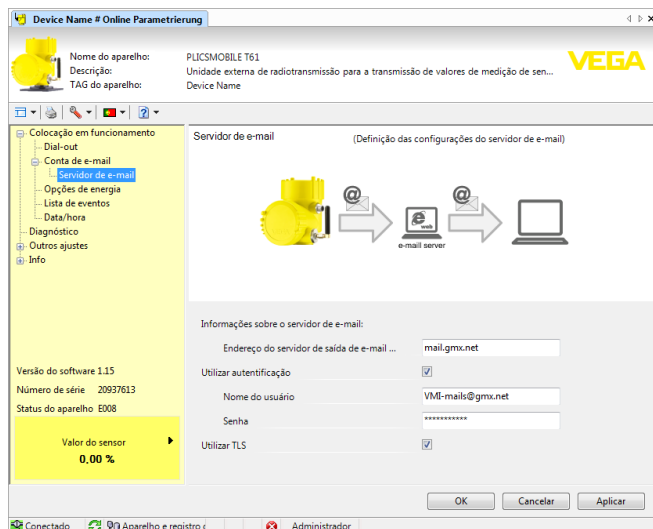 Device Name # Online Parametrierung
Nome do aparelho: PLICSMOBILE T61
Descrição: Unidade externa de radiotransmissão para a transmissão de valores de medição de sen...
TAG do aparelho: Device Name
VEGA
Colocação em funcionamento
Dial-out
Conta de e-mail
Servidor de e-mail
Opções de energia
Lista de eventos
Data/hora
Diagnóstico
Outros ajustes
Info
Versão do software 1.15
Número de série 20937613
Status do aparelho E008
Valor do sensor
0,00 %
Servidor de e-mail (Definição das configurações do servidor de e-mail)
@ @
web
e-mail server
Informações sobre o servidor de e-mail:
Endereço do servidor de saída de e-mail ... mail.gmx.net
Utilizar autentificação
Nome do usuário VMI-mails@gmx.net
Senha ***********
Utilizar TLS
OK Cancelar Aplicar
Conectado Aparelho e registro Administrador